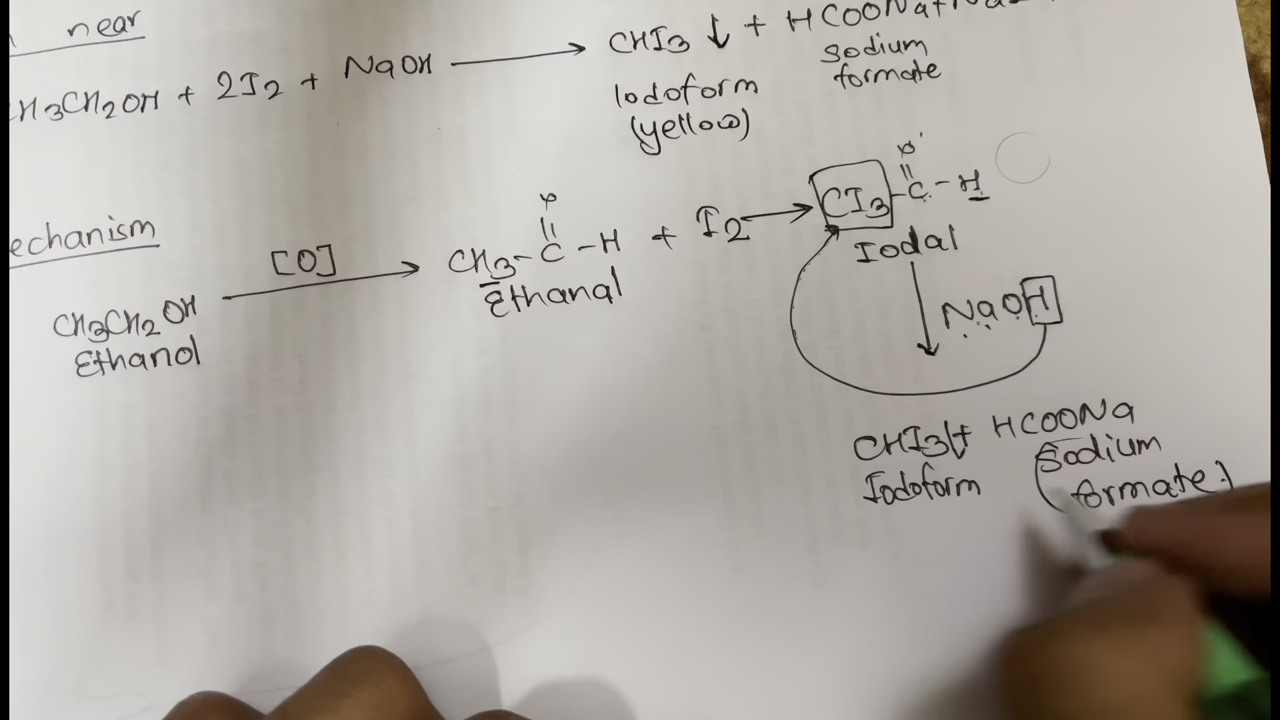 near
CH3CH2OH + 2I2 + NaOH → CHI3 ↓ + HCOONa +
Iodoform
(yellow)
sodium
formate
echanism
CH3CH2OH
Ethanol
[O] →
O
CH3-C-H + I2 →
Ethanal
O
CI3-C-H
Iodal
NaOH
CHI3↓+ HCOONa
Iodoform
Sodium
formate.)